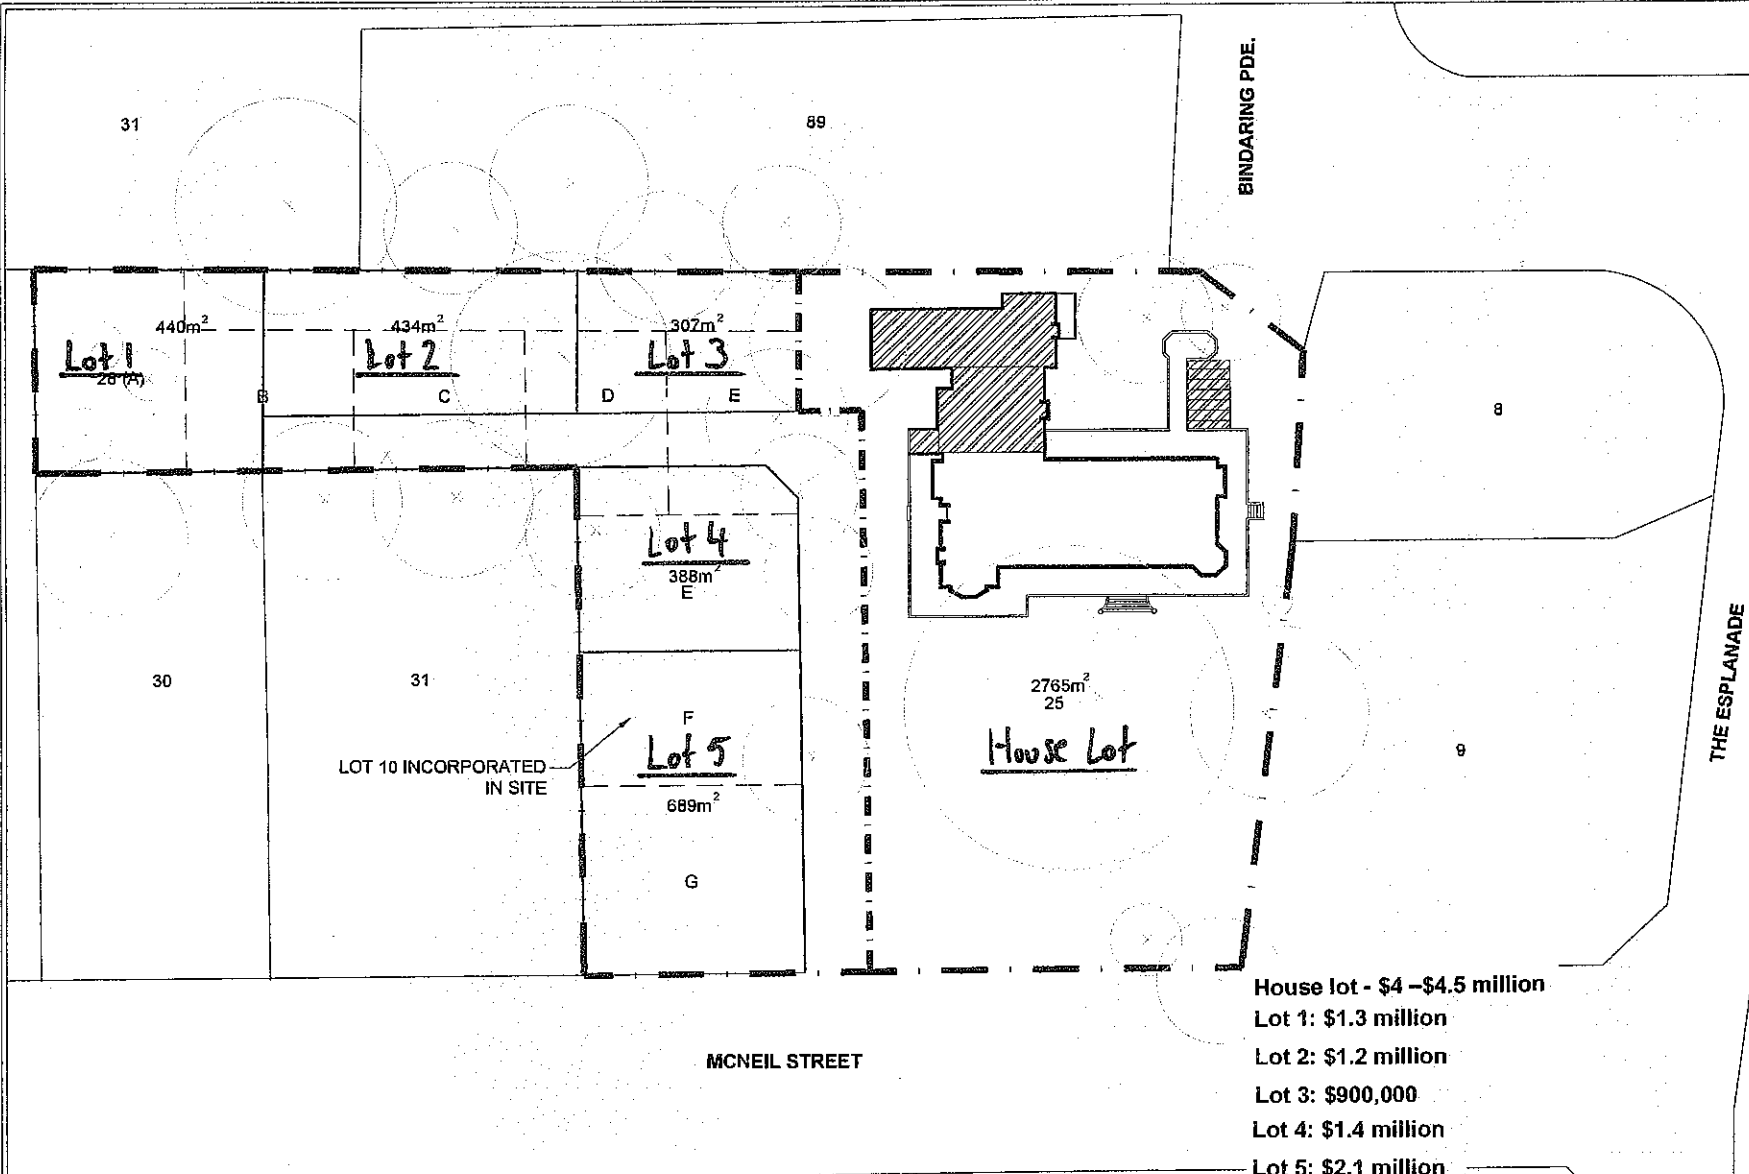 31
89
BINDARING PDE.
440m²
434m²
307m²
Lot 1
Lot 2
Lot 3
28 (A)
B
C
D
E
8
Lot 4
388m²
E
30
31
2765m²
25
THE ESPLANADE
F
House Lot
Lot 5
9
LOT 10 INCORPORATED
IN SITE
689m²
G
House lot - $4 –$4.5 million
Lot 1: $1.3 million
MCNEIL STREET
Lot 2: $1.2 million
Lot 3: $900,000
Lot 4: $1.4 million
Lot 5: $2.1 million